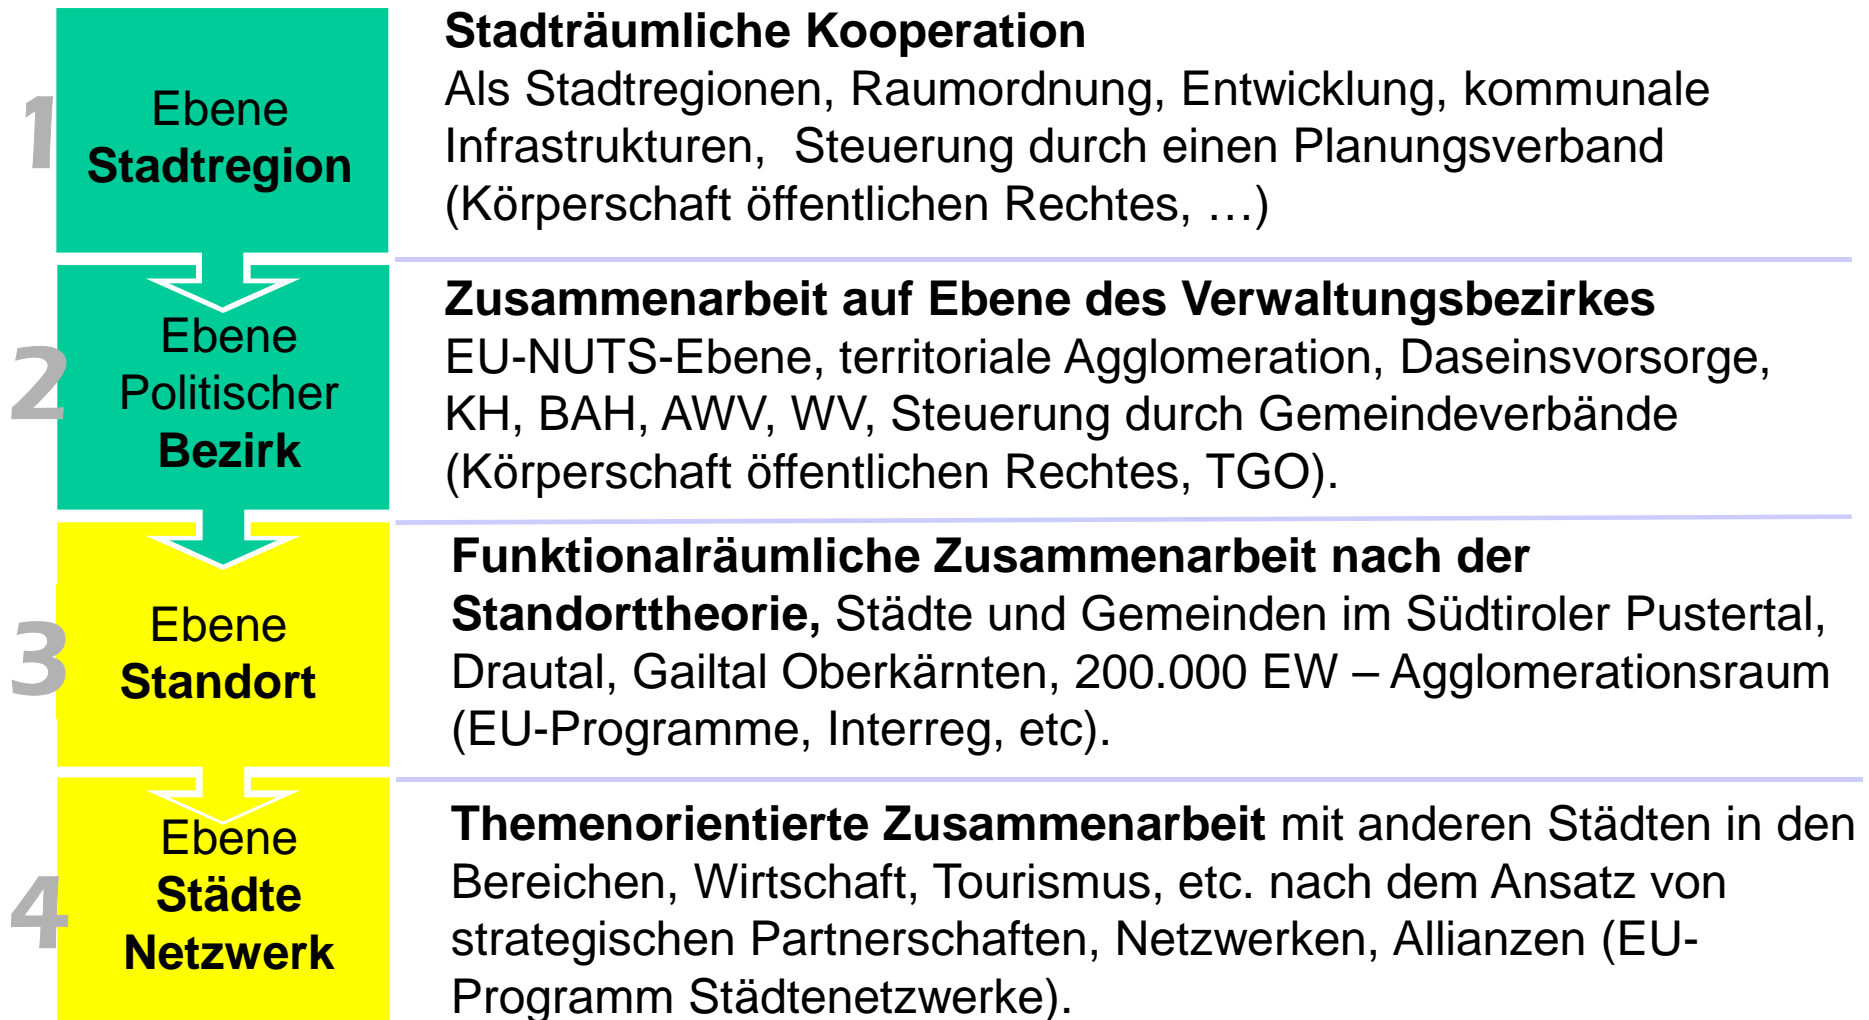 1
Ebene
Stadtregion
Stadträumliche Kooperation
Als Stadtregionen, Raumordnung, Entwicklung, kommunale
Infrastrukturen, Steuerung durch einen Planungsverband
(Körperschaft öffentlichen Rechtes, …)
2
Ebene
Politischer
Bezirk
Zusammenarbeit auf Ebene des Verwaltungsbezirkes
EU-NUTS-Ebene, territoriale Agglomeration, Daseinsvorsorge,
KH, BAH, AWV, WV, Steuerung durch Gemeindeverbände
(Körperschaft öffentlichen Rechtes, TGO).
3
Ebene
Standort
Funktionalräumliche Zusammenarbeit nach der
Standorttheorie, Städte und Gemeinden im Südtiroler Pustertal,
Drautal, Gailtal Oberkärnten, 200.000 EW – Agglomerationsraum
(EU-Programme, Interreg, etc).
4
Ebene
Städte
Netzwerk
Themenorientierte Zusammenarbeit mit anderen Städten in den
Bereichen, Wirtschaft, Tourismus, etc. nach dem Ansatz von
strategischen Partnerschaften, Netzwerken, Allianzen (EU-
Programm Städtenetzwerke).